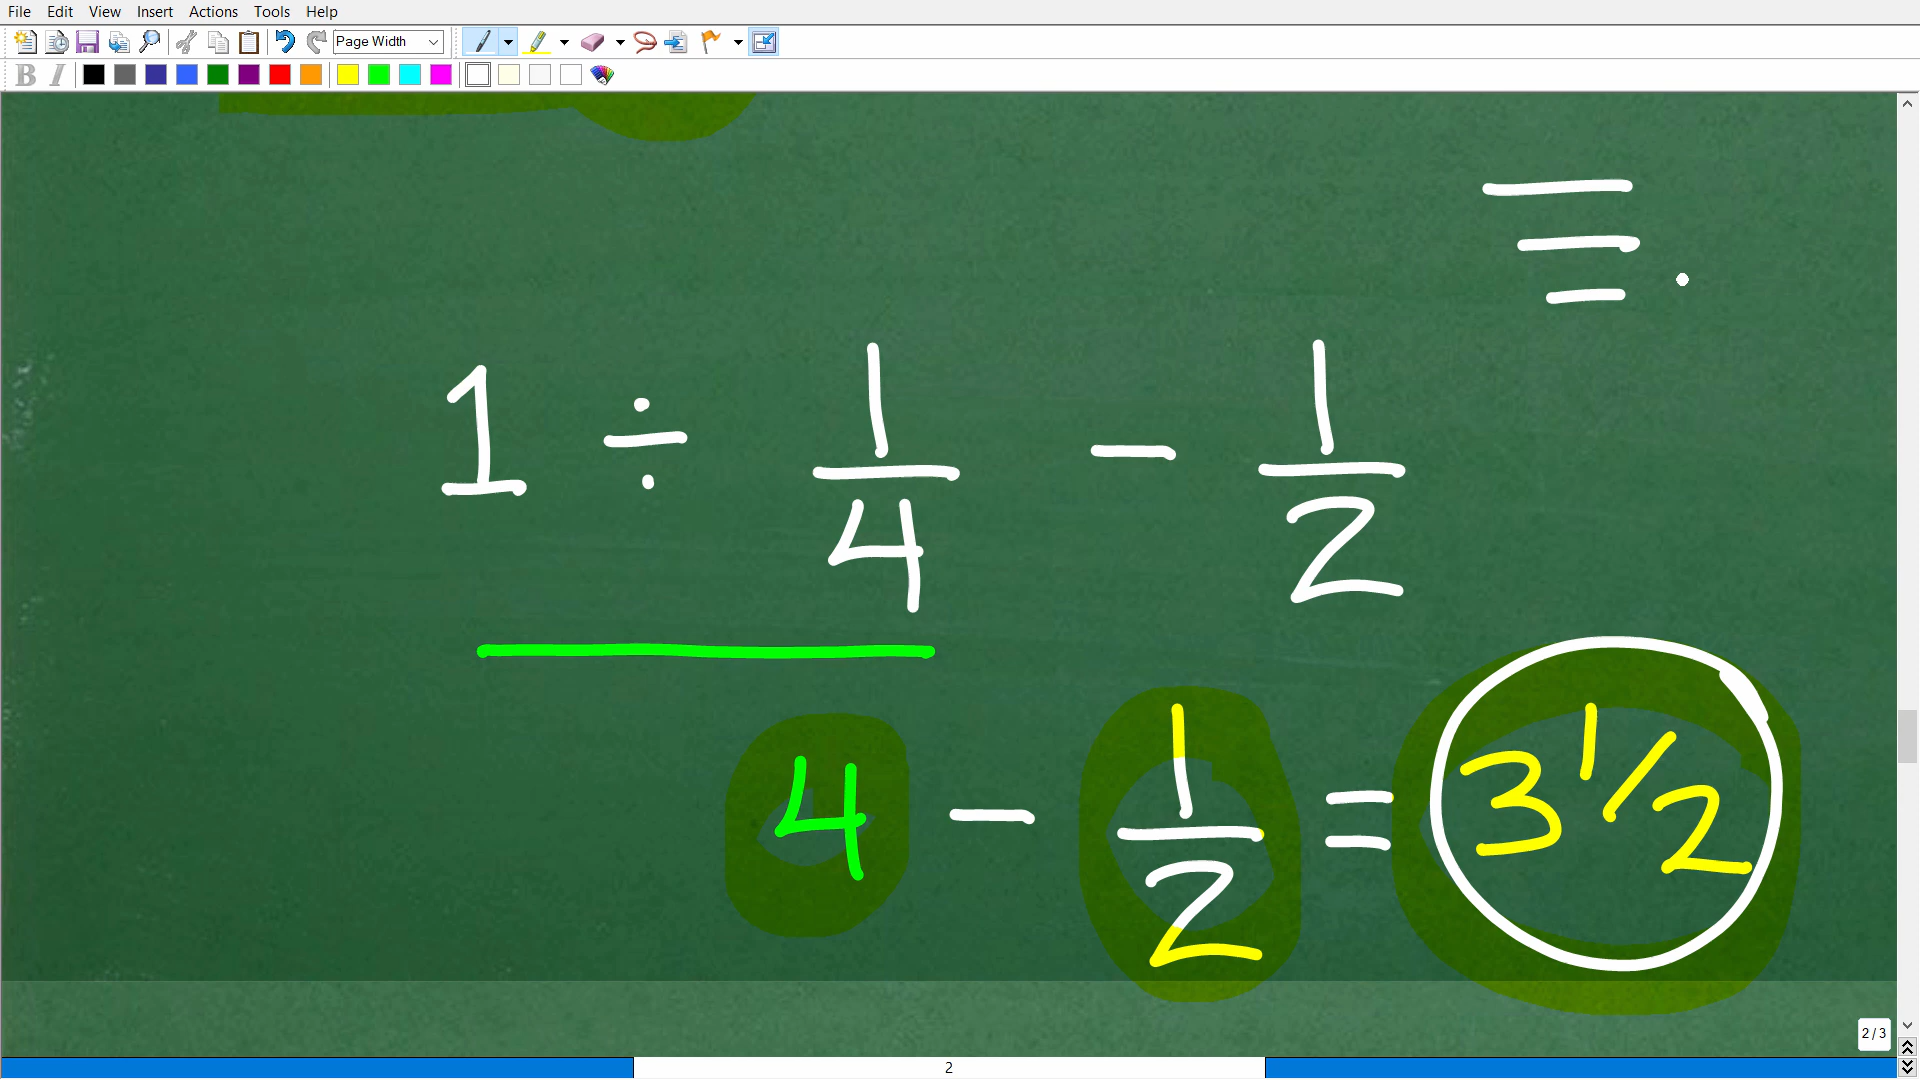 File Edit View Insert Actions Tools Help
Page Width
B I
1 ÷ 1/4 - 1/2
4 - 1/2 = 3 1/2
2 / 3
2